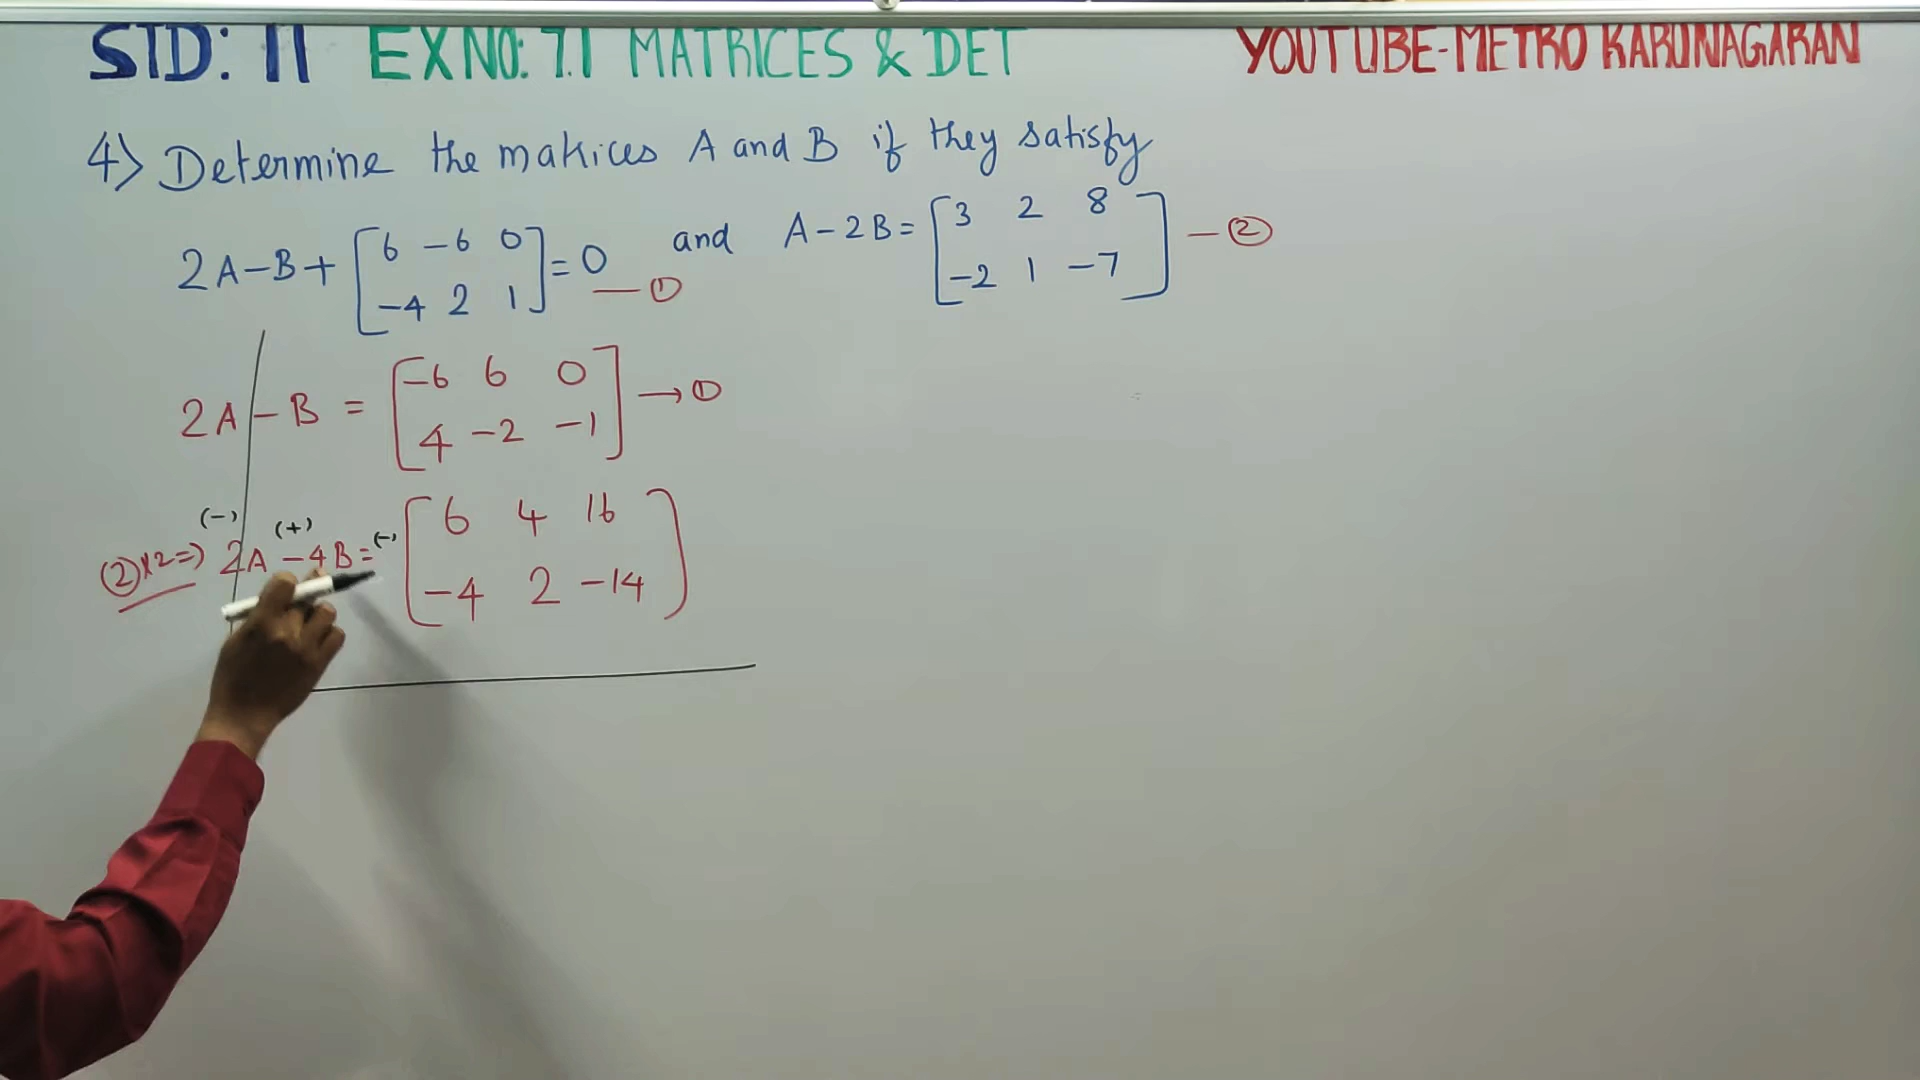 STD: 11 EX NO: 7.1 MATRICES & DET YOUTUBE-METRO KARUNAGARAN
4) Determine the matrices A and B if they satisfy
2A-B+[6 -6 0 = 0 — ① and A-2B = [3 2 8 — ②
-4 2 1] -2 1 -7]
2A-B = [-6 6 0 → ①
4 -2 -1]
(-) (+) (-)
②×2=) 2A -4B = [6 4 16
-4 2 -14]